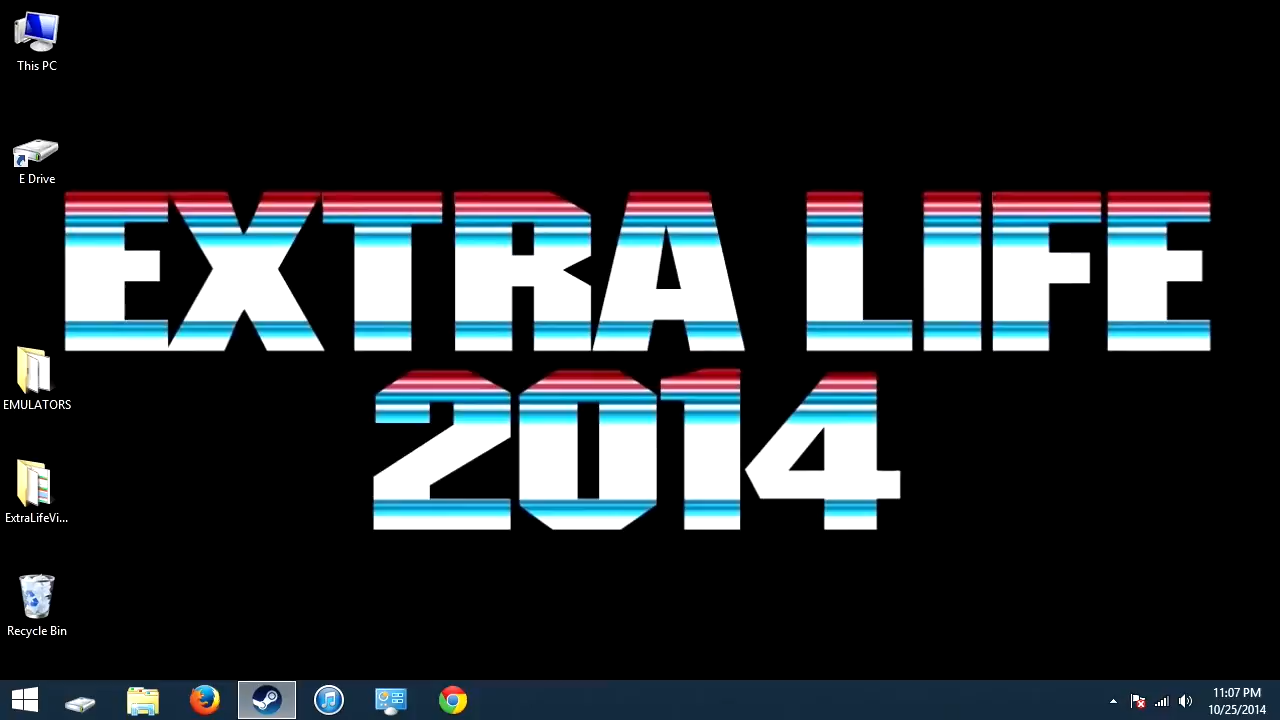 This PC
E Drive
EXTRA LIFE
2014
EMULATORS
ExtraLifeVi...
Recycle Bin
11:07 PM
10/25/2014